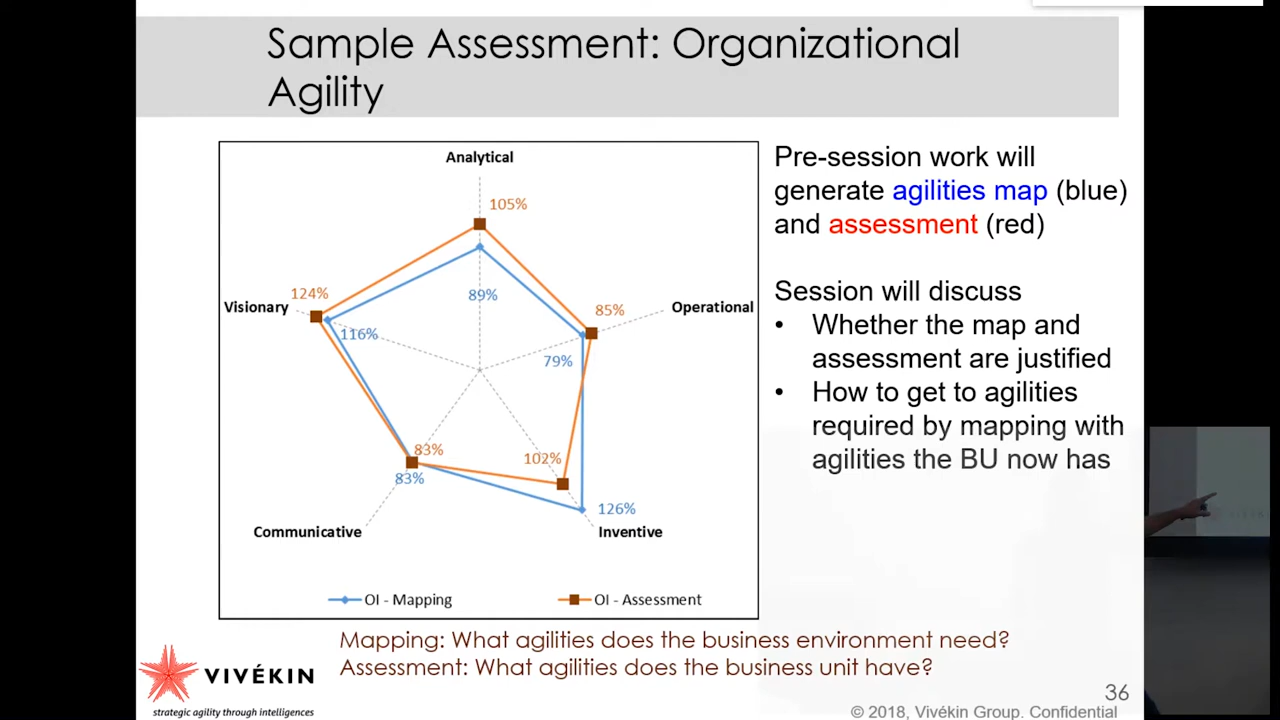 Sample Assessment: Organizational
Agility
Analytical
105%
89%
Visionary
124%
116%
85%
Operational
79%
83%
83%
Communicative
102%
126%
Inventive
OI - Mapping
OI - Assessment
Pre-session work will
generate agilities map (blue)
and assessment (red)
Session will discuss
• Whether the map and
assessment are justified
• How to get to agilities
required by mapping with
agilities the BU now has
Mapping: What agilities does the business environment need?
Assessment: What agilities does the business unit have?
VIVÉKIN
strategic agility through intelligences
36
© 2018, Vivékin Group. Confidential